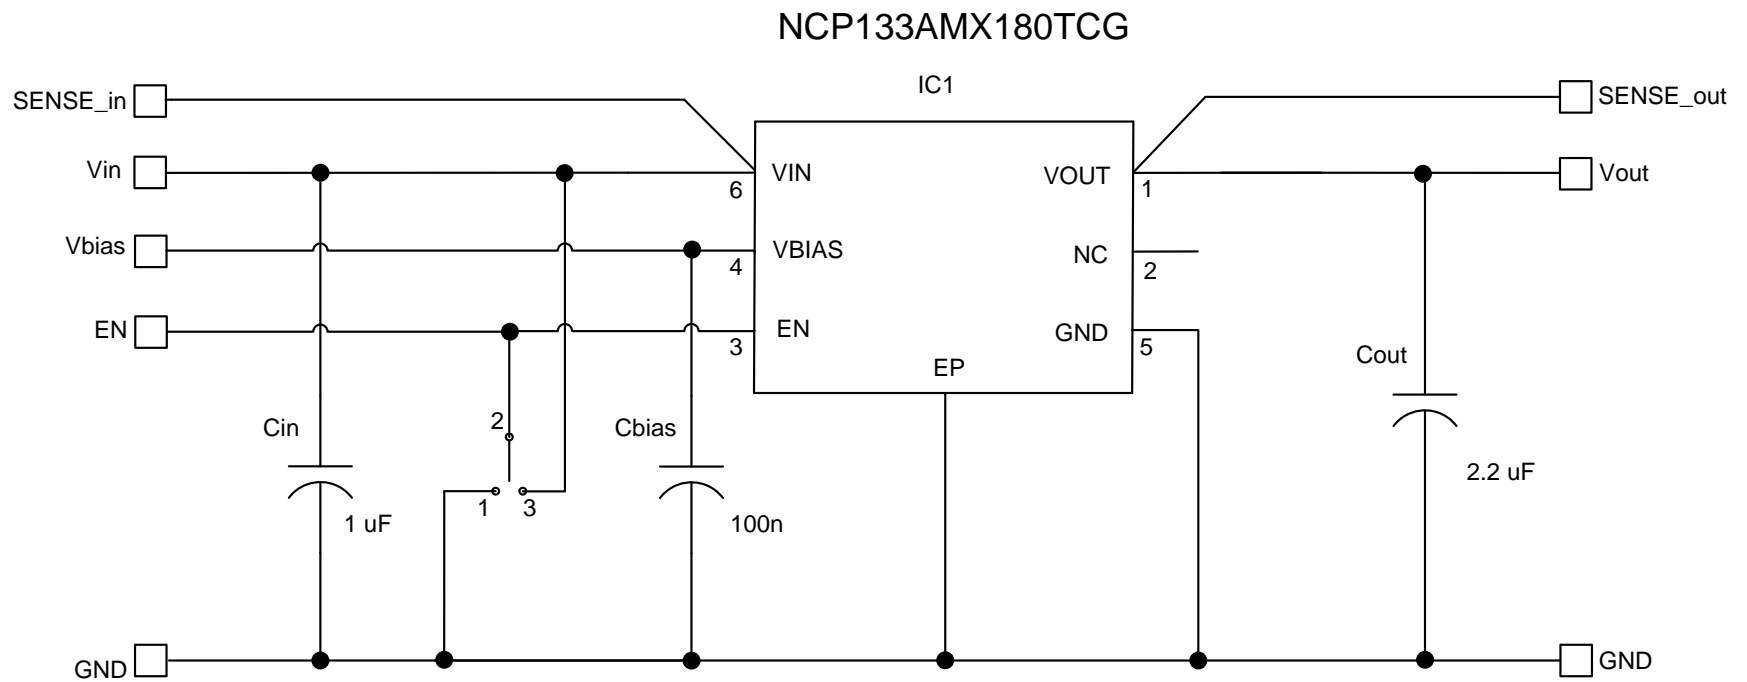 NCP133AMX180TCG
IC1
SENSE_in
SENSE_out
Vin
VIN
6
VOUT
1
Vout
Vbias
VBIAS
4
NC
2
EN
EN
3
GND
5
EP
Cout
2.2 uF
Cin
1 uF
2
1
3
Cbias
100n
GND
GND